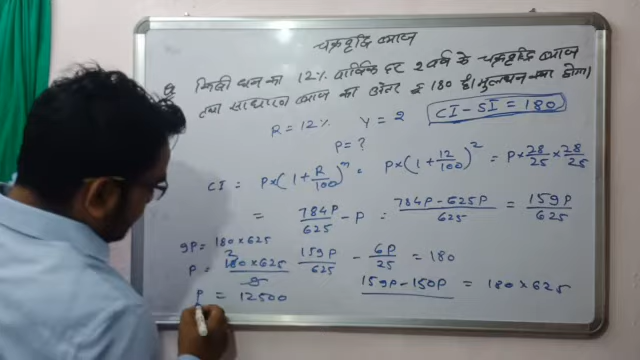 चक्रवृद्धि ब्याज
किसी धन का 12% वार्षिक दर 2 वर्ष के चक्रवृद्धि ब्याज
तथा साधारण ब्याज का अंतर रु 180 है। मूलधन क्या होगा।
R = 12% Y = 2 CI - SI = 180
P = ?
CI = P×(1 + R/100)^n = P×(1 + 12/100)^2 = P × 28/25 × 28/25
= 784P/625 - P = 784P - 625P/625 = 159P/625
9P = 180×625
P = 180×625/9 159P/625 - 6P/25 = 180
P = 12500 159P - 150P = 180×625